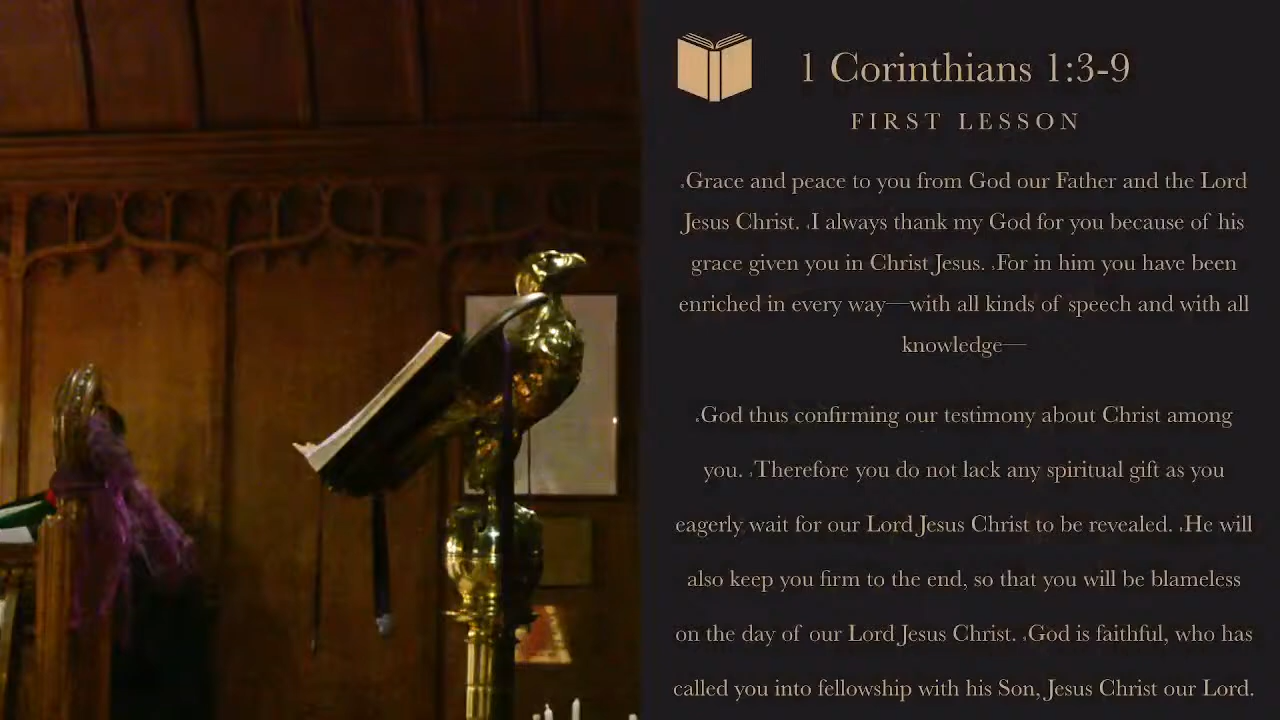 1 Corinthians 1:3-9
FIRST LESSON
Grace and peace to you from God our Father and the Lord
Jesus Christ. I always thank my God for you because of his
grace given you in Christ Jesus. For in him you have been
enriched in every way—with all kinds of speech and with all
knowledge—
God thus confirming our testimony about Christ among
you. Therefore you do not lack any spiritual gift as you
eagerly wait for our Lord Jesus Christ to be revealed. He will
also keep you firm to the end, so that you will be blameless
on the day of our Lord Jesus Christ. God is faithful, who has
called you into fellowship with his Son, Jesus Christ our Lord.